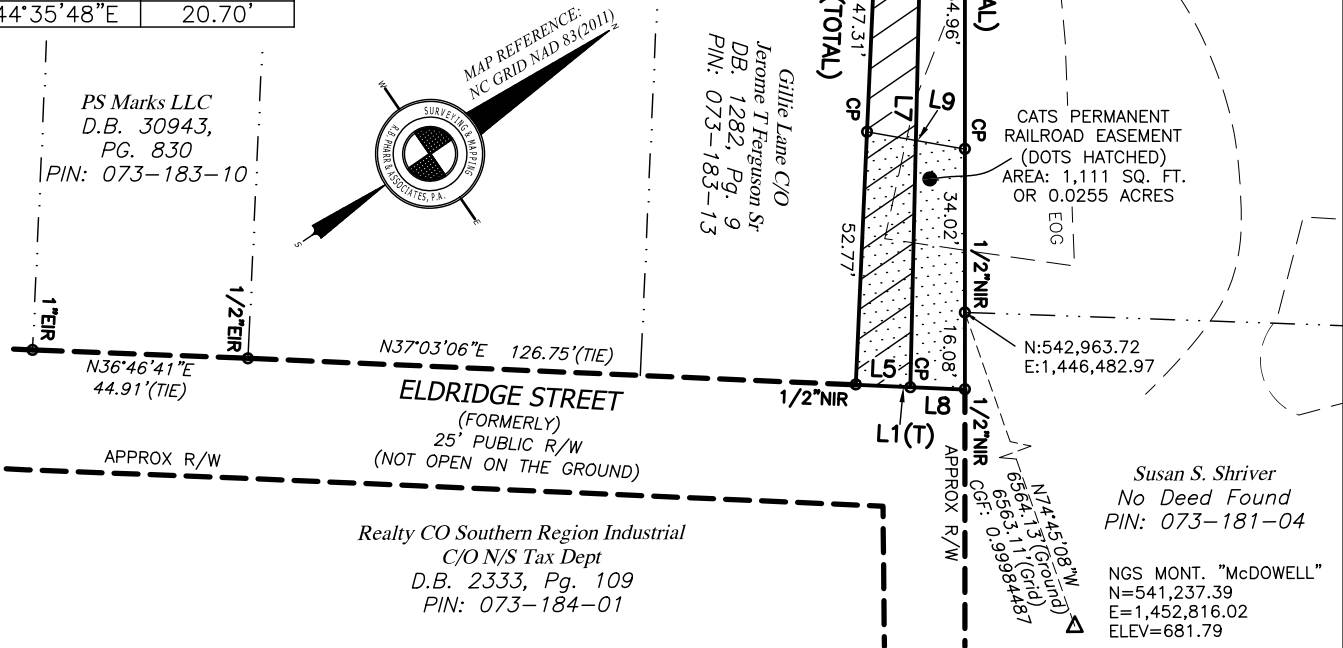 44°35'48"E 20.70'
PS Marks LLC
D.B. 30943,
PG. 830
PIN: 073-183-10
MAP REFERENCE:
NC GRID NAD 83(2011)
N
W
E
S
SURVEYING & MAPPING
R.B. PHARR & ASSOCIATES, P.A.
Gillie Lane C/O
Jerome T Ferguson Sr
DB. 1282, Pg. 9
PIN: 073-183-13
(TOTAL)
47.31'
4.96'
AL)
CP
L7
L9
CP
CATS PERMANENT
RAILROAD EASEMENT
(DOTS HATCHED)
AREA: 1,111 SQ. FT.
OR 0.0255 ACRES
EOG
52.77'
34.02'
1/2"NIR
16.08'
N:542,963.72
E:1,446,482.97
1"EIR
1/2"EIR
N36°46'41"E
44.91'(TIE)
N37°03'06"E 126.75'(TIE)
ELDRIDGE STREET
(FORMERLY)
25' PUBLIC R/W
(NOT OPEN ON THE GROUND)
APPROX R/W
1/2"NIR
L5
CP
L8
L1(T)
1/2"NIR
APPROX R/W
N74°45'08"W
6564.13'(Ground)
6563.11'(Grid)
CGF: 0.99984487
Susan S. Shriver
No Deed Found
PIN: 073-181-04
NGS MONT. "McDOWELL"
N=541,237.39
E=1,452,816.02
ELEV=681.79
Realty CO Southern Region Industrial
C/O N/S Tax Dept
D.B. 2333, Pg. 109
PIN: 073-184-01